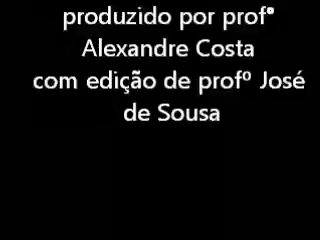 produzido por profº
Alexandre Costa
com edição de profº José
de Sousa